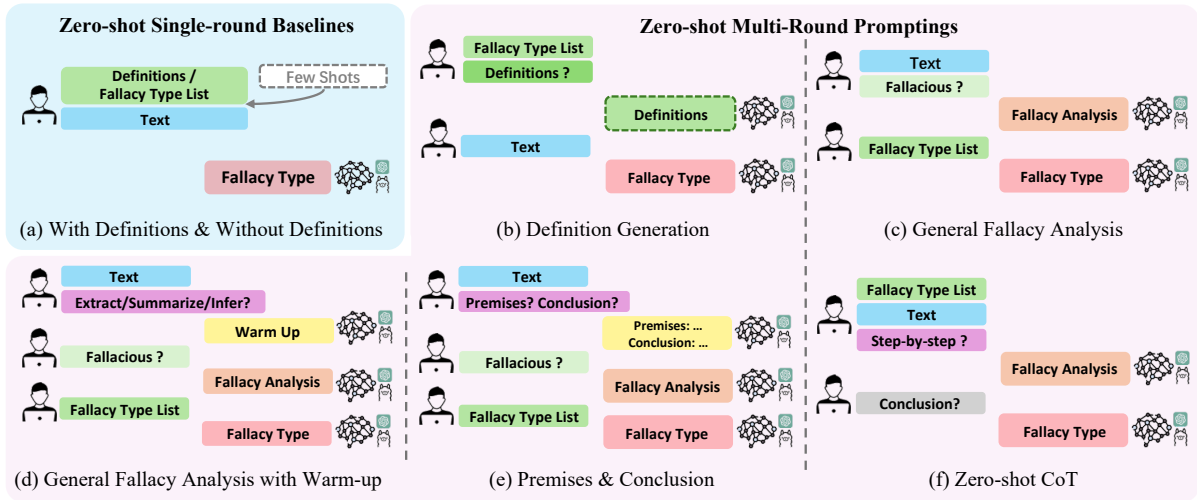 Zero-shot Single-round Baselines
Definitions /
Fallacy Type List
Few Shots
Text
Fallacy Type
(a) With Definitions & Without Definitions
Zero-shot Multi-Round Promptings
Fallacy Type List
Definitions ?
Definitions
Text
Fallacy Type
(b) Definition Generation
Text
Fallacious ?
Fallacy Analysis
Fallacy Type List
Fallacy Type
(c) General Fallacy Analysis
Text
Extract/Summarize/Infer?
Warm Up
Fallacious ?
Fallacy Analysis
Fallacy Type List
Fallacy Type
(d) General Fallacy Analysis with Warm-up
Text
Premises? Conclusion?
Premises: ...
Conclusion: ...
Fallacious ?
Fallacy Analysis
Fallacy Type List
Fallacy Type
(e) Premises & Conclusion
Fallacy Type List
Text
Step-by-step ?
Fallacy Analysis
Conclusion?
Fallacy Type
(f) Zero-shot CoT